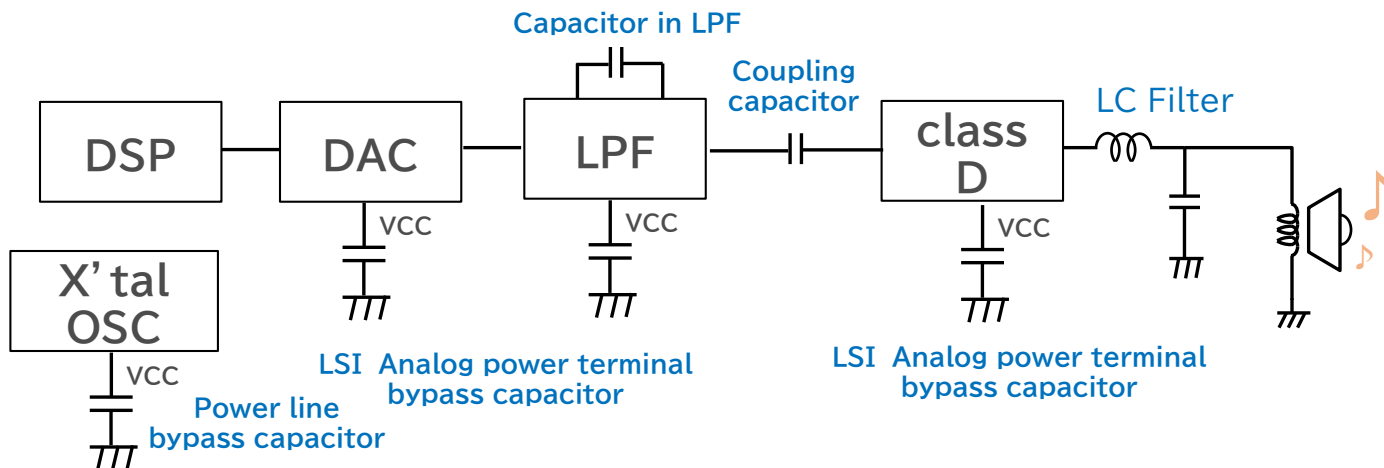 Capacitor in LPF
Coupling
capacitor
LC Filter
DSP
DAC
LPF
class
D
VCC
VCC
VCC
X' tal
OSC
VCC
LSI Analog power terminal
bypass capacitor
LSI Analog power terminal
bypass capacitor
Power line
bypass capacitor